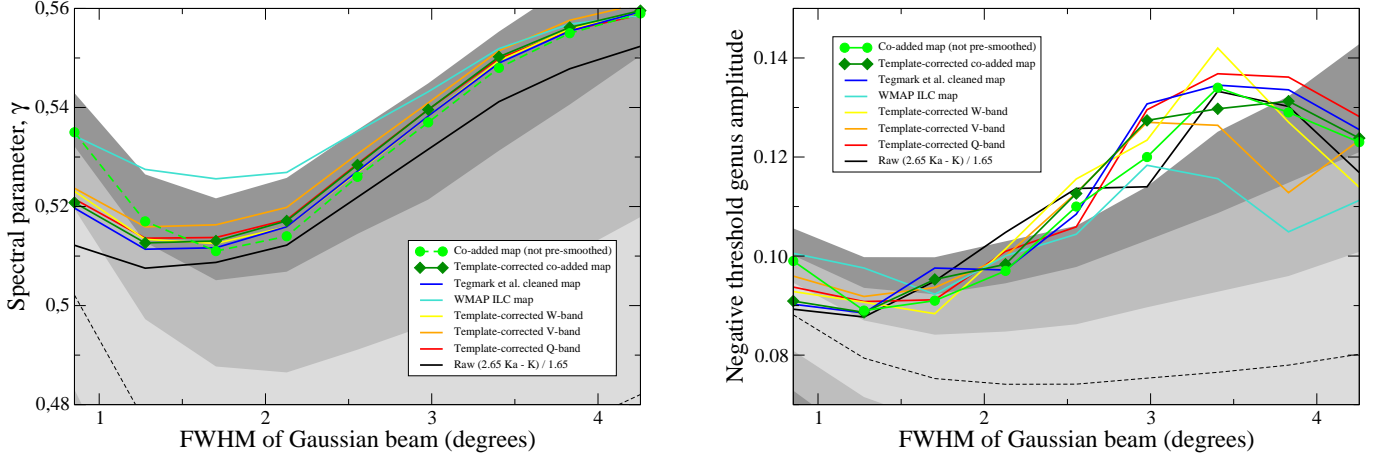 0,56
0,54
0,52
0,5
0,48
Spectral parameter, γ
Co-added map (not pre-smoothed)
Template-corrected co-added map
Tegmark et al. cleaned map
WMAP ILC map
Template-corrected W-band
Template-corrected V-band
Template-corrected Q-band
Raw (2.65 Ka - K) / 1.65
1 2 3 4
FWHM of Gaussian beam (degrees)
0.14
0.12
0.10
0.08
Negative threshold genus amplitude
Co-added map (not pre-smoothed)
Template-corrected co-added map
Tegmark et al. cleaned map
WMAP ILC map
Template-corrected W-band
Template-corrected V-band
Template-corrected Q-band
Raw (2.65 Ka - K) / 1.65
1 2 3 4
FWHM of Gaussian beam (degrees)